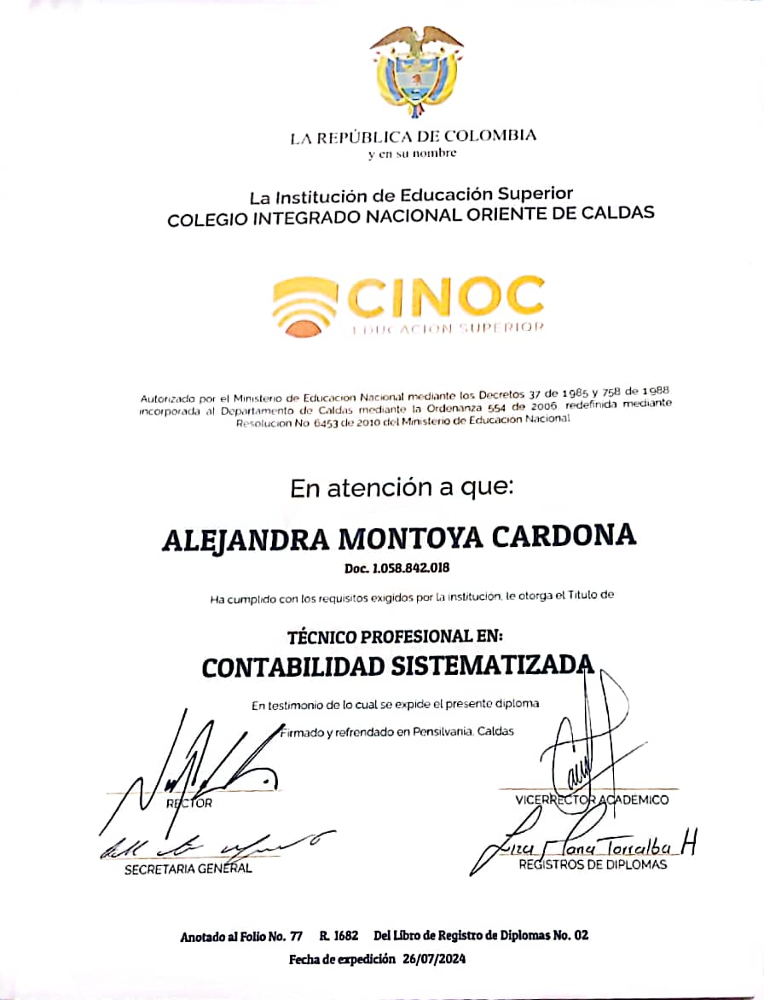 LA REPÚBLICA DE COLOMBIA
y en su nombre
La Institución de Educación Superior
COLEGIO INTEGRADO NACIONAL ORIENTE DE CALDAS
CINOC
EDUCACIÓN SUPERIOR
Autorizado por el Ministerio de Educacion Nacional mediante los Decretos 37 de 1985 y 758 de 1988
incorporada al Departamento de Caldas mediante la Ordenanza 554 de 2006 redefinida mediante
Resolucion No 6453 de 2010 del Ministerio de Educación Nacional
En atención a que:
ALEJANDRA MONTOYA CARDONA
Doc. 1.058.842.018
Ha cumplido con los requisitos exigidos por la institución, le otorga el Titulo de
TÉCNICO PROFESIONAL EN:
CONTABILIDAD SISTEMATIZADA
En testimonio de lo cual se expide el presente diploma
Firmado y refrendado en Pensilvania, Caldas
RECTOR
VICERRECTOR ACADEMICO
Torralba H
SECRETARIA GENERAL
REGISTROS DE DIPLOMAS
Anotado al Folio No. 77 R. 1682 Del Libro de Registro de Diplomas No. 02
Fecha de expedición 26/07/2024